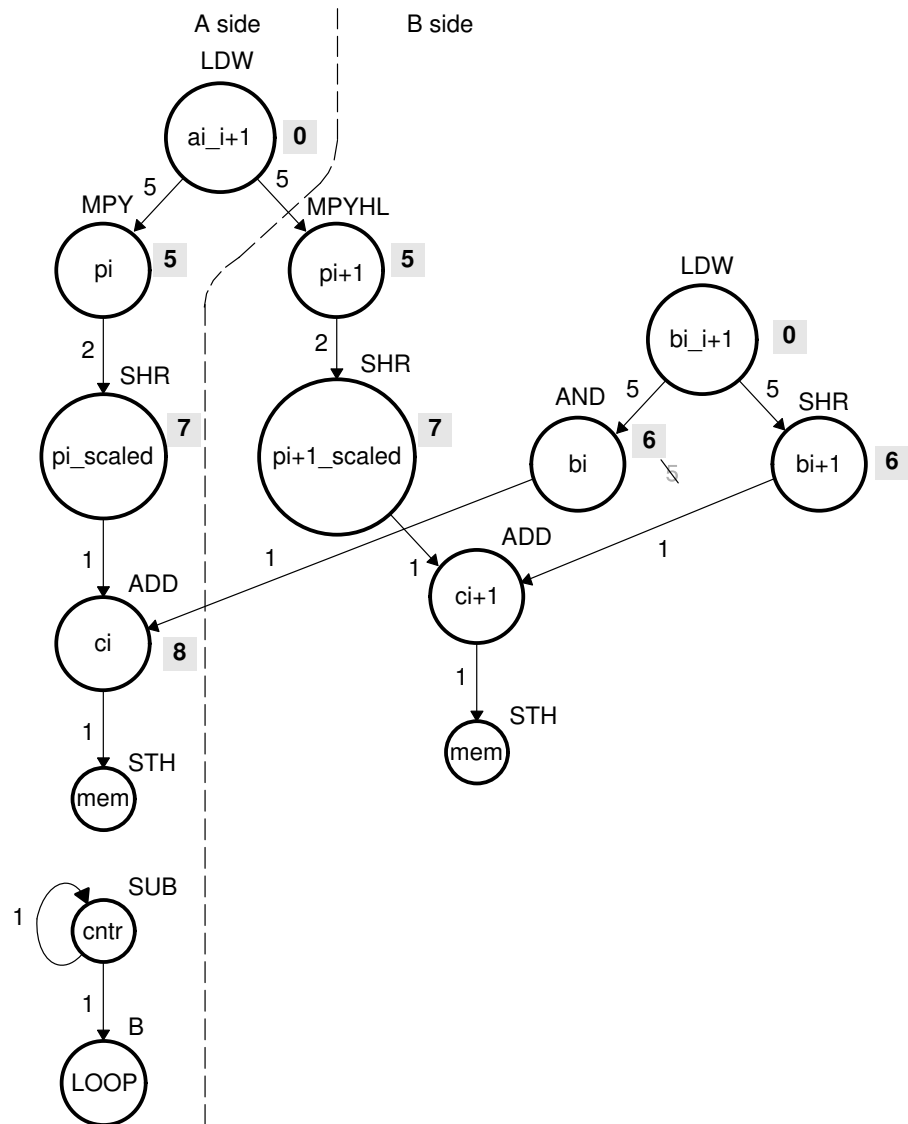 A side
B side
LDW
ai_i+1
0
5
5
MPY
MPYHL
pi
5
pi+1
5
LDW
bi_i+1
0
2
2
SHR
SHR
5
5
AND
SHR
pi_scaled
7
pi+1_scaled
7
bi
6
5
bi+1
6
1
1
1
1
ADD
ADD
ci
8
ci+1
1
1
STH
STH
mem
mem
SUB
1
cntr
1
B
LOOP